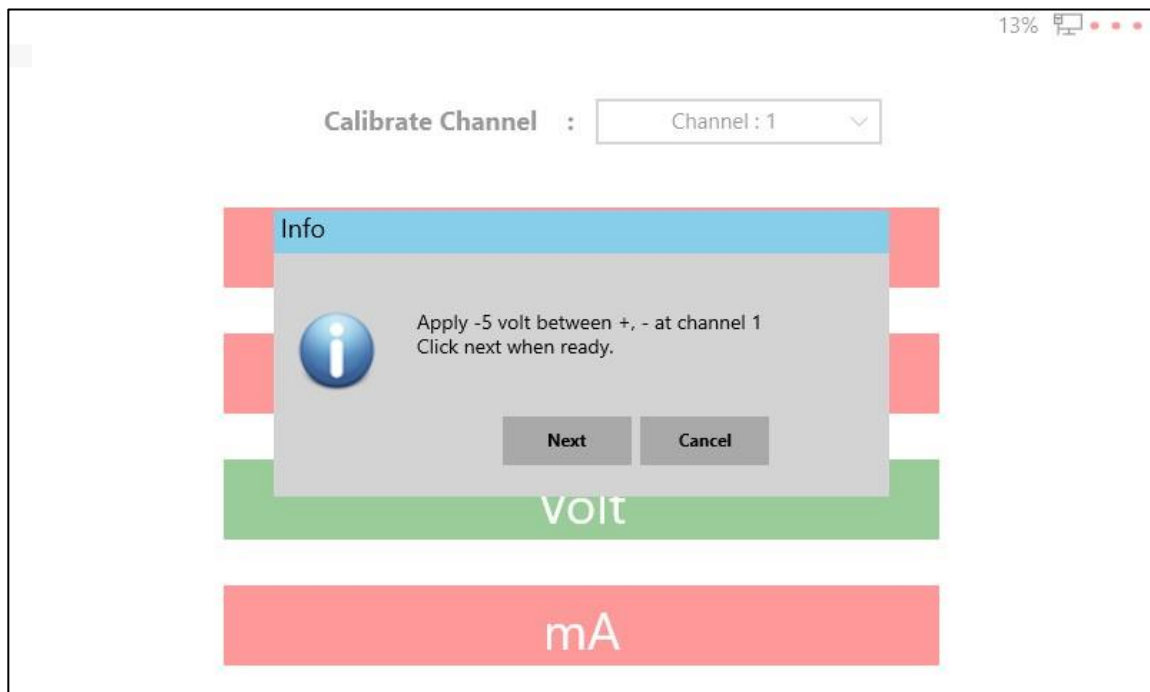 13%
Calibrate Channel : Channel : 1
Info
Apply -5 volt between +, - at channel 1
Click next when ready.
Next Cancel
Volt
mA